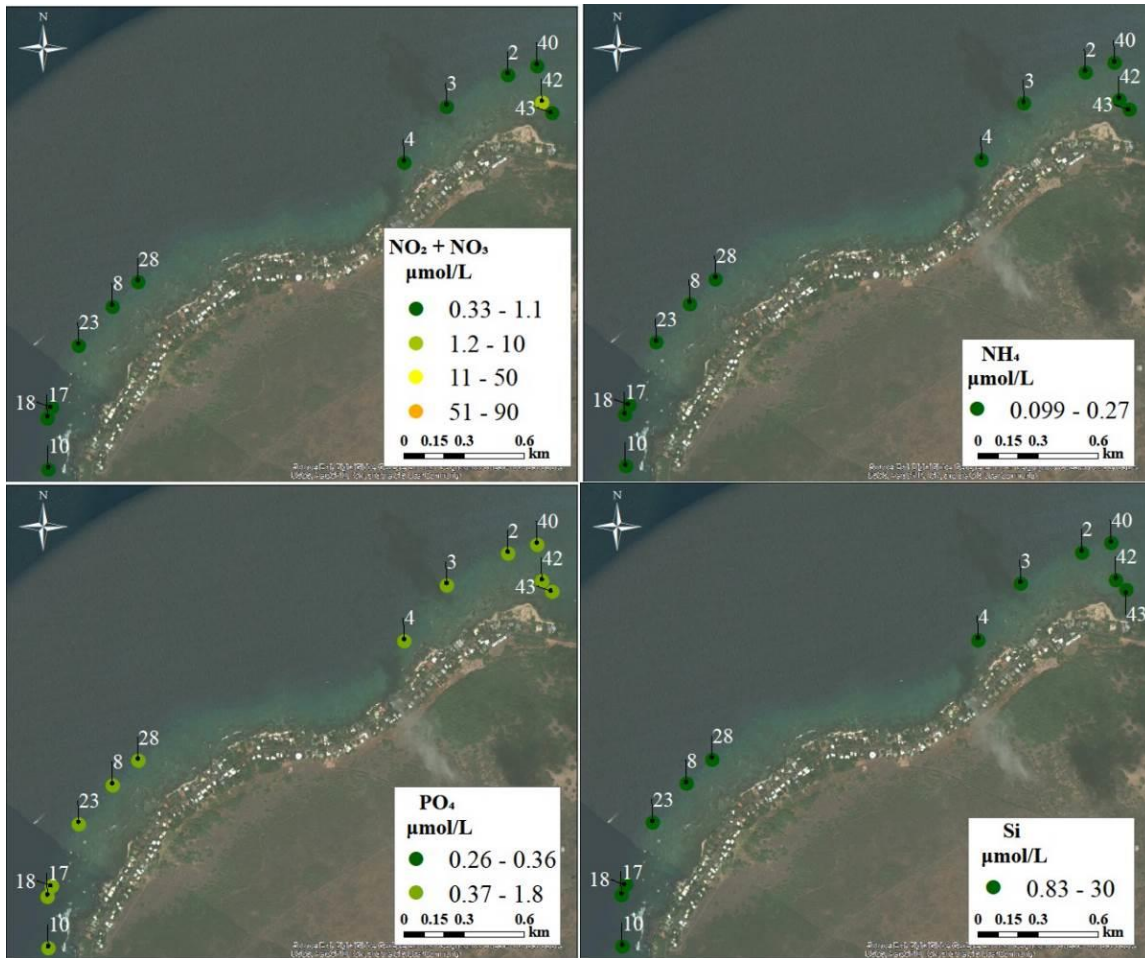 N
40
2
42
3
43
4
28
8
23
18 17
10
NO₂ + NO₃
µmol/L
0.33 - 1.1
1.2 - 10
11 - 50
51 - 90
0 0.15 0.3 0.6
km
N
40
2
42
3
43
4
28
8
23
18 17
10
NH₄
µmol/L
0.099 - 0.27
0 0.15 0.3 0.6
km
N
40
2
42
3
43
4
28
8
23
18 17
10
PO₄
µmol/L
0.26 - 0.36
0.37 - 1.8
0 0.15 0.3 0.6
km
N
40
2
42
3
43
4
28
8
23
18 17
10
Si
µmol/L
0.83 - 30
0 0.15 0.3 0.6
km